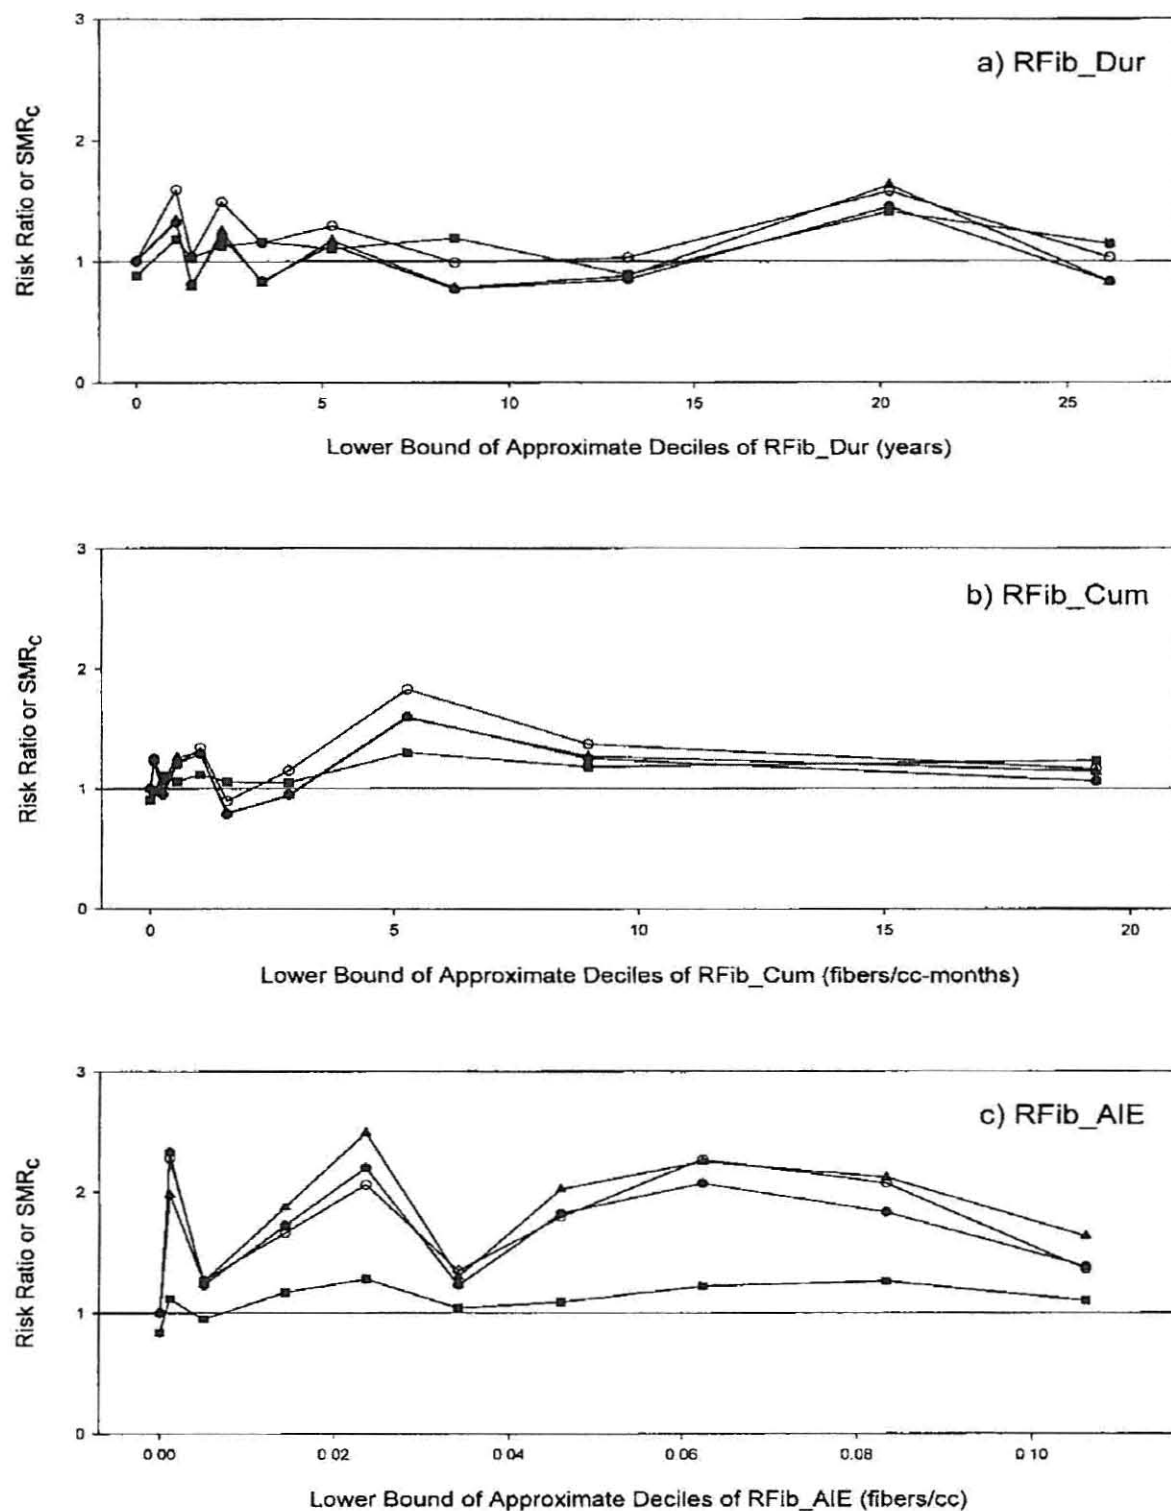 3
a) RFib_Dur
2
Risk Ratio or SMRC
1
0
0 5 10 15 20 25
Lower Bound of Approximate Deciles of RFib_Dur (years)
3
b) RFib_Cum
2
Risk Ratio or SMRC
1
0
0 5 10 15 20
Lower Bound of Approximate Deciles of RFib_Cum (fibers/cc-months)
3
c) RFib_AIE
2
Risk Ratio or SMRC
1
0
0.00 0.02 0.04 0.06 0.08 0.10
Lower Bound of Approximate Deciles of RFib_AIE (fibers/cc)